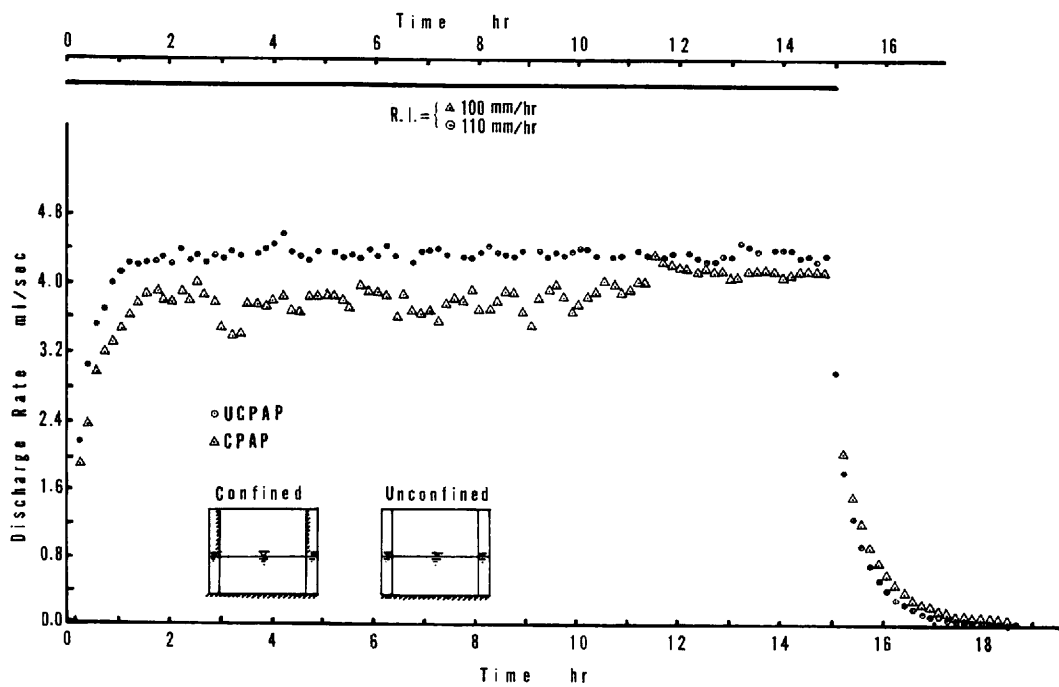 Time hr
0 2 4 6 8 10 12 14 16
R.I.= { △ 100 mm/hr
⊙ 110 mm/hr
Discharge Rate ml/sec
4.8
4.0
3.2
2.4
1.6
0.8
0.0
⊙ UCPAP
△ CPAP
Confined Unconfined
0 2 4 6 8 10 12 14 16 18
Time hr